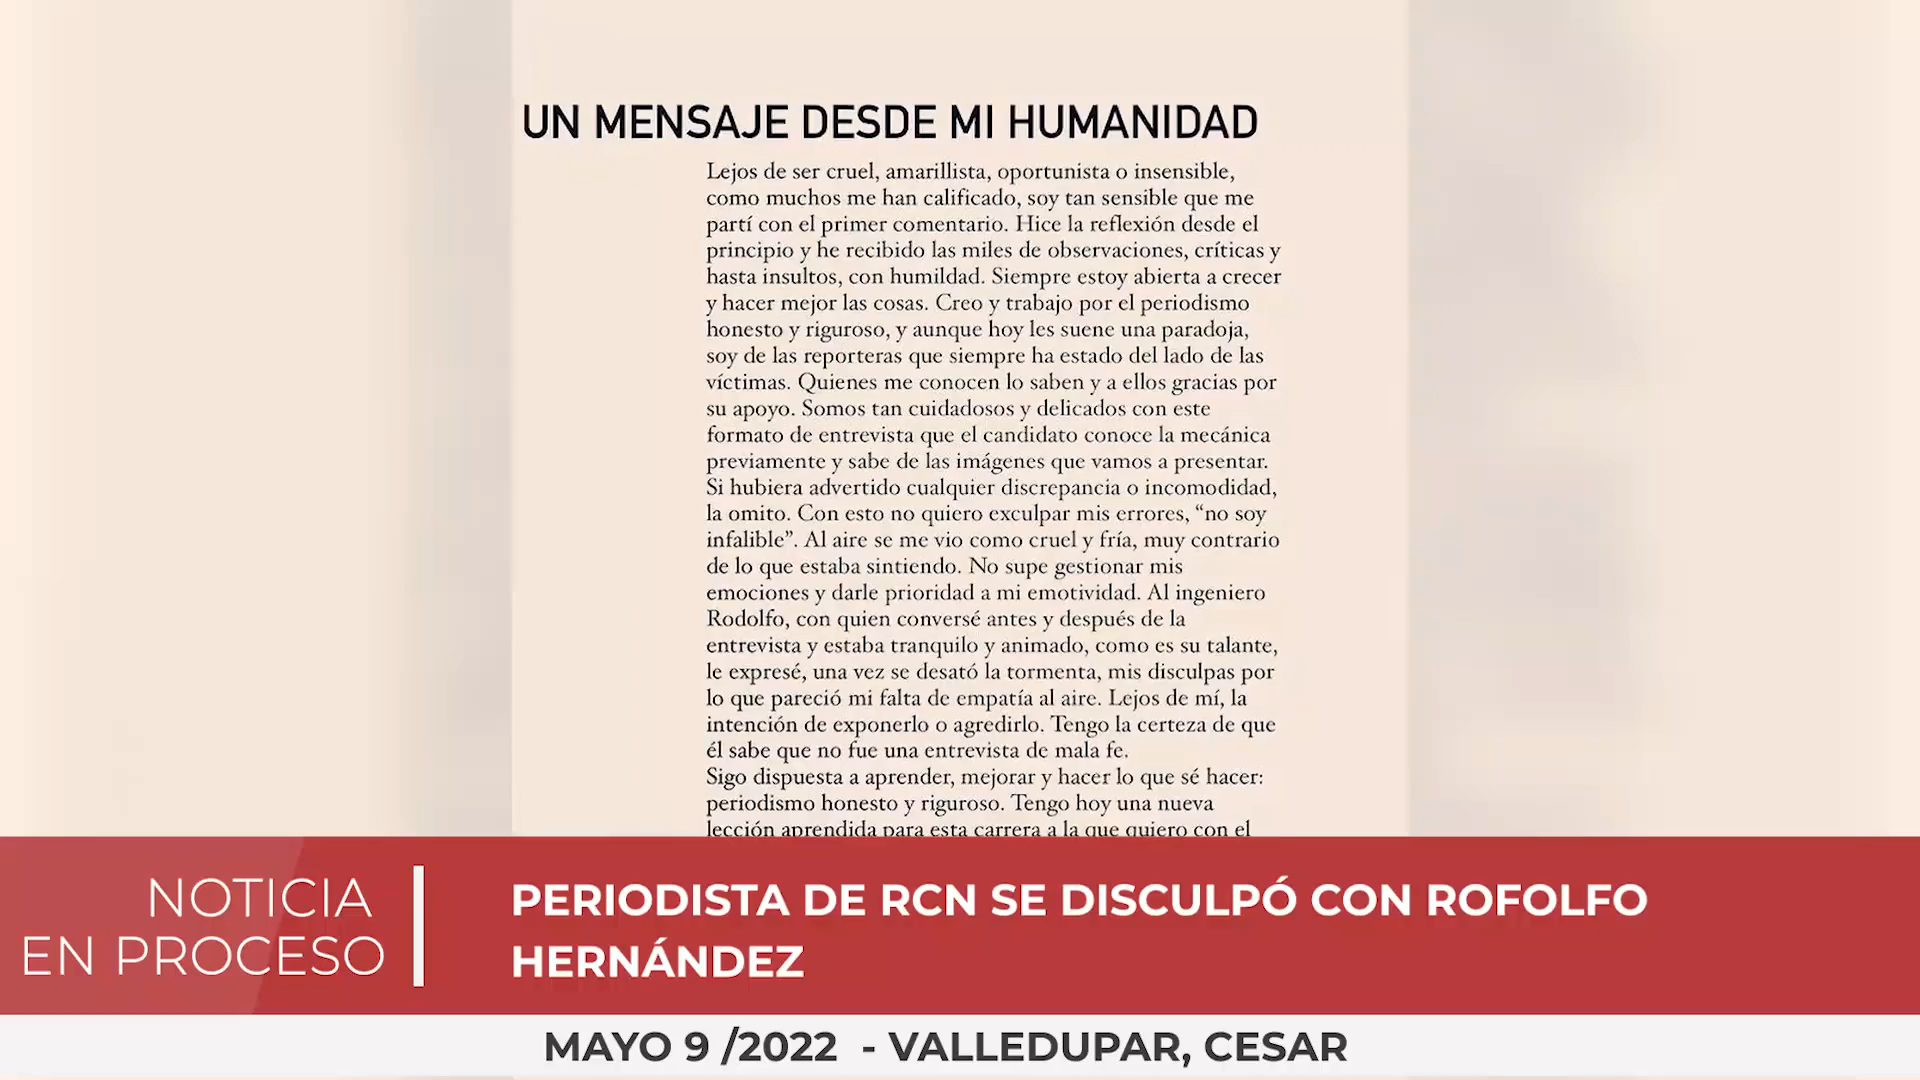 UN MENSAJE DESDE MI HUMANIDAD
Lejos de ser cruel, amarillista, oportunista o insensible,
como muchos me han calificado, soy tan sensible que me
partí con el primer comentario. Hice la reflexión desde el
principio y he recibido las miles de observaciones, críticas y
hasta insultos, con humildad. Siempre estoy abierta a crecer
y hacer mejor las cosas. Creo y trabajo por el periodismo
honesto y riguroso, y aunque hoy les suene una paradoja,
soy de las reporteras que siempre ha estado del lado de las
víctimas. Quienes me conocen lo saben y a ellos gracias por
su apoyo. Somos tan cuidadosos y delicados con este
formato de entrevista que el candidato conoce la mecánica
previamente y sabe de las imágenes que vamos a presentar.
Si hubiera advertido cualquier discrepancia o incomodidad,
la omito. Con esto no quiero exculpar mis errores, “no soy
infalible”. Al aire se me vio como cruel y fría, muy contrario
de lo que estaba sintiendo. No supe gestionar mis
emociones y darle prioridad a mi emotividad. Al ingeniero
Rodolfo, con quien conversé antes y después de la
entrevista y estaba tranquilo y animado, como es su talante,
le expresé, una vez se desató la tormenta, mis disculpas por
lo que pareció mi falta de empatía al aire. Lejos de mí, la
intención de exponerlo o agredirlo. Tengo la certeza de que
él sabe que no fue una entrevista de mala fe.
Sigo dispuesta a aprender, mejorar y hacer lo que sé hacer:
periodismo honesto y riguroso. Tengo hoy una nueva
lección aprendida para esta carrera a la que quiero con el
NOTICIA
EN PROCESO
PERIODISTA DE RCN SE DISCULPÓ CON ROFOLFO
HERNÁNDEZ
MAYO 9 /2022 - VALLEDUPAR, CESAR